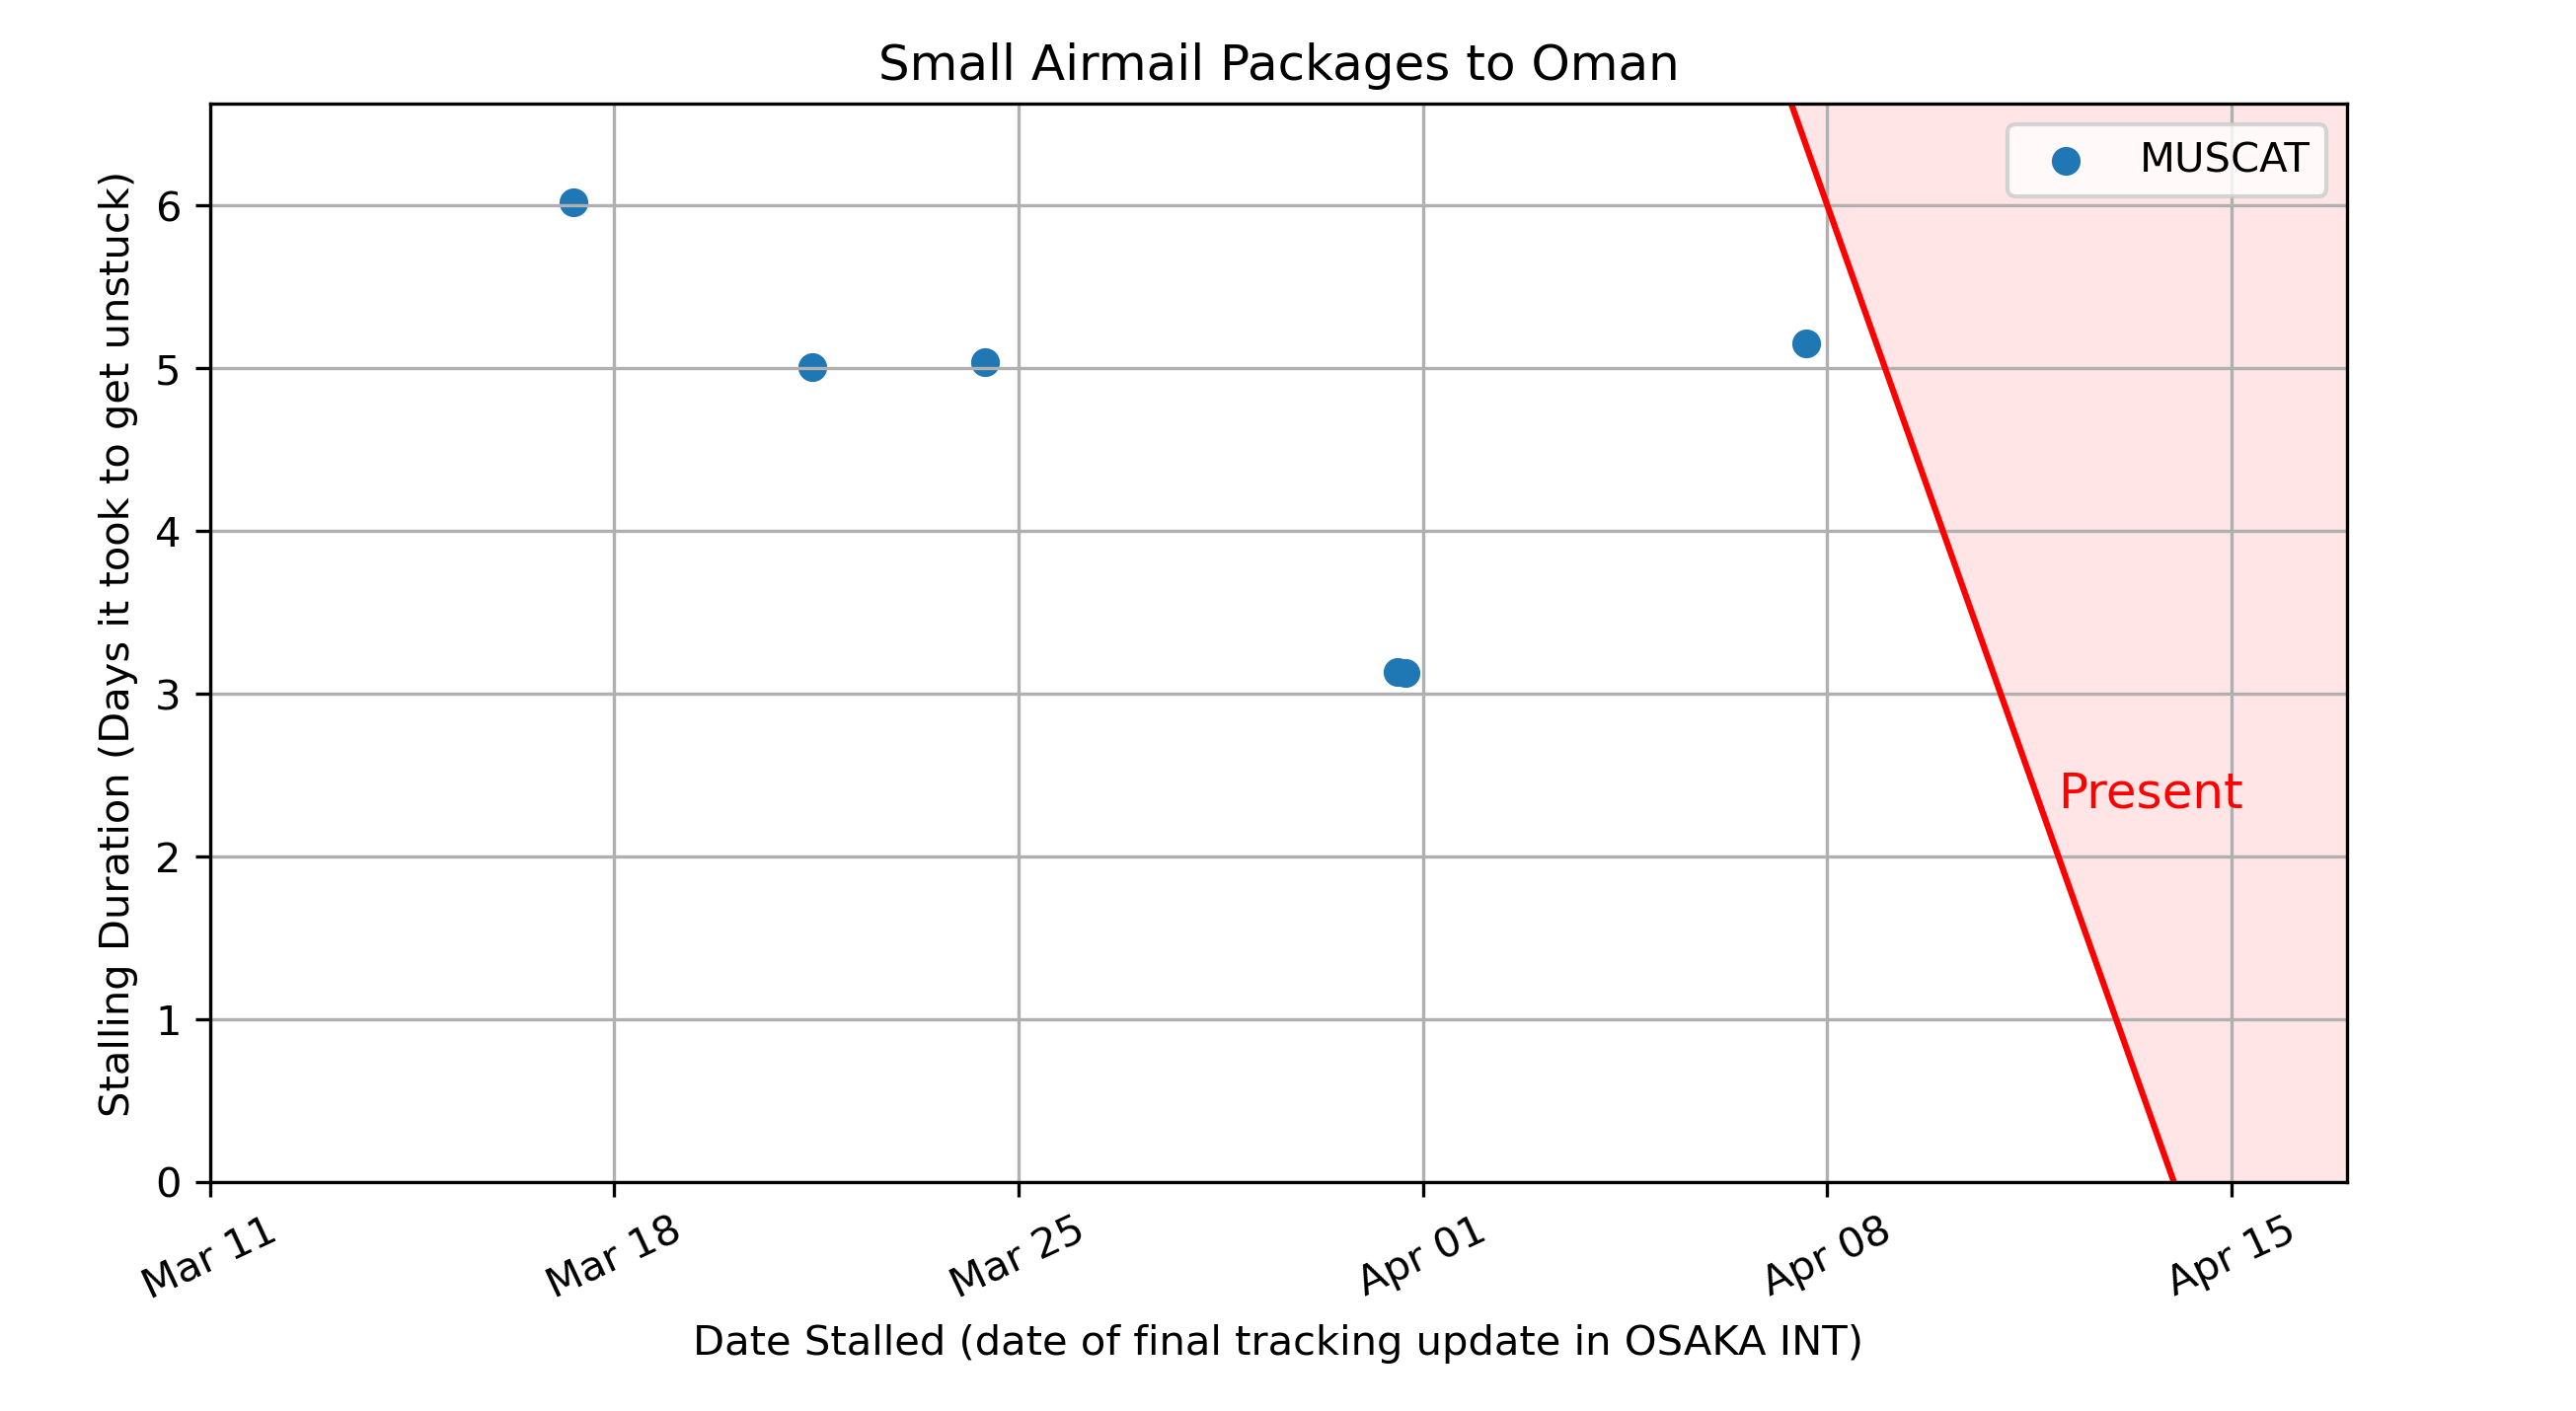 Small Airmail Packages to Oman
MUSCAT
Stalling Duration (Days it took to get unstuck)
6
5
4
3
2
1
0
Present
Mar 11
Mar 18
Mar 25
Apr 01
Apr 08
Apr 15
Date Stalled (date of final tracking update in OSAKA INT)